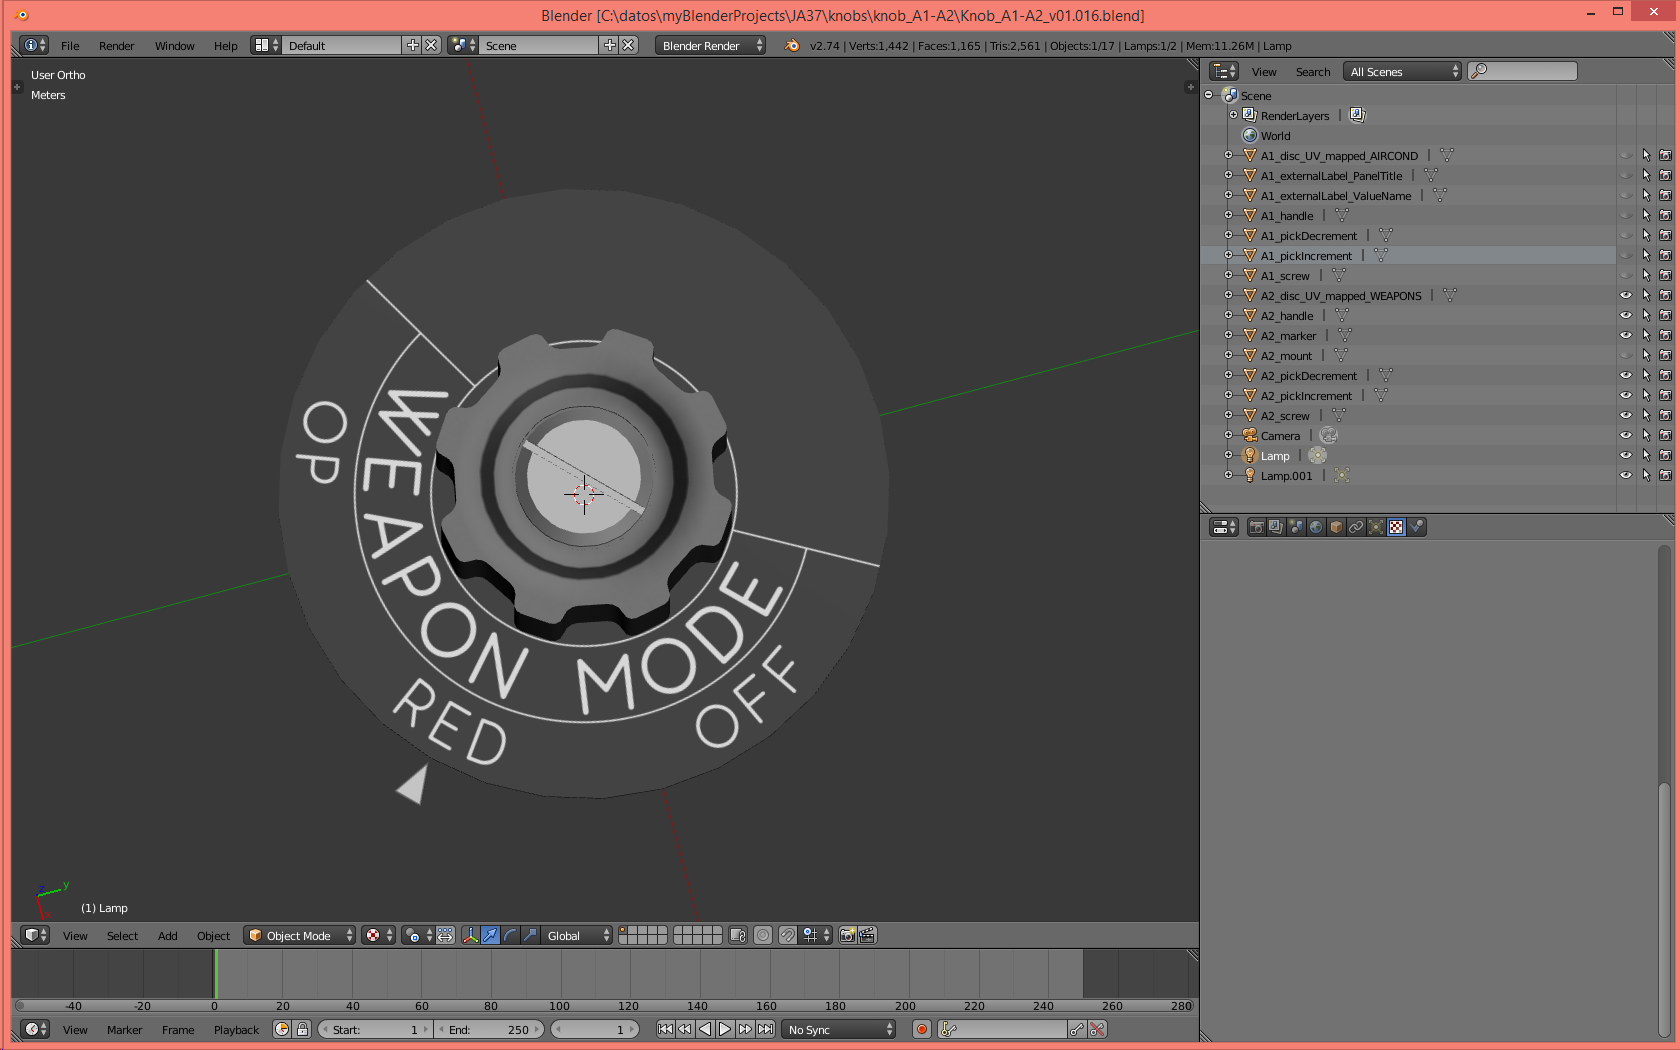 Blender [C:\datos\myBlenderProjects\JA37\knobs\knob_A1-A2\Knob_A1-A2_v01.016.blend]
File Render Window Help Default Scene Blender Render v2.74 | Verts:1,442 | Faces:1,165 | Tris:2,561 | Objects:1/17 | Lamps:1/2 | Mem:11.26M | Lamp
User Ortho
Meters
OP
WEAPON MODE
RED
OFF
z y x
(1) Lamp
View Select Add Object Object Mode Global
-40 -20 0 20 40 60 80 100 120 140 160 180 200 220 240 260 280
View Marker Frame Playback Start: 1 End: 250 1 No Sync
View Search All Scenes
Scene
RenderLayers |
World
A1_disc_UV_mapped_AIRCOND |
A1_externalLabel_PanelTitle |
A1_externalLabel_ValueName |
A1_handle |
A1_pickDecrement |
A1_pickIncrement |
A1_screw |
A2_disc_UV_mapped_WEAPONS |
A2_handle |
A2_marker |
A2_mount |
A2_pickDecrement |
A2_pickIncrement |
A2_screw |
Camera |
Lamp |
Lamp.001 |